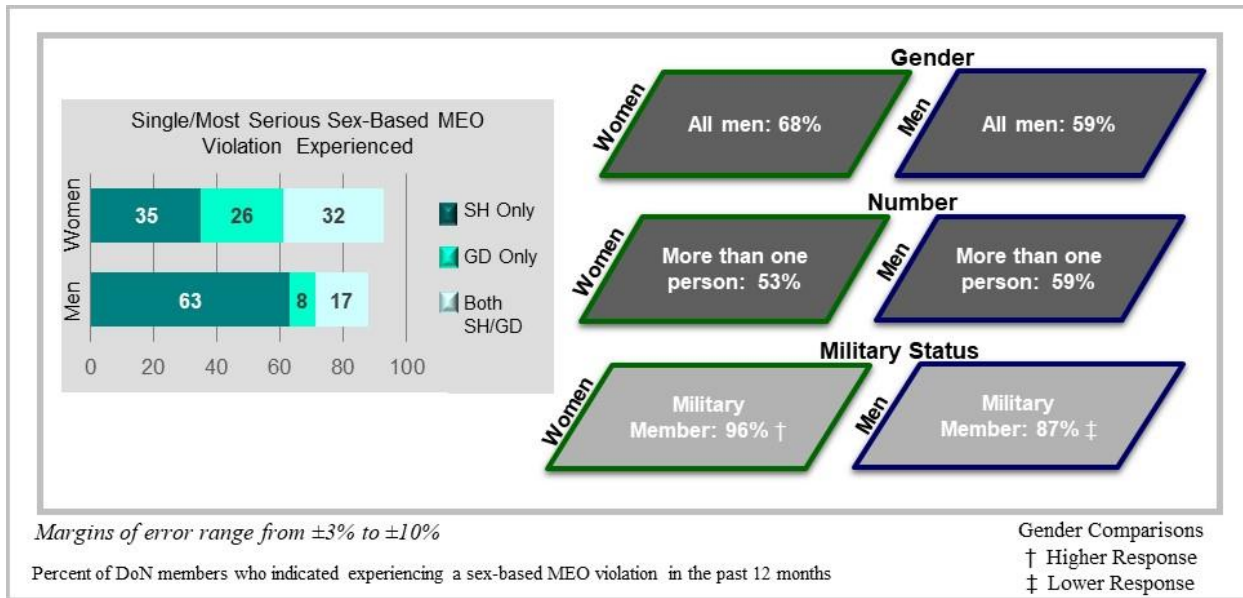 Single/Most Serious Sex-Based MEO
Violation Experienced
Women
35
26
32
Men
63
8
17
0 20 40 60 80 100
SH Only
GD Only
Both
SH/GD
Gender
Women
All men: 68%
Men
All men: 59%
Number
Women
More than one
person: 53%
Men
More than one
person: 59%
Military Status
Women
Military
Member: 96% †
Men
Military
Member: 87% ‡
Margins of error range from ±3% to ±10%
Percent of DoN members who indicated experiencing a sex-based MEO violation in the past 12 months
Gender Comparisons
† Higher Response
‡ Lower Response